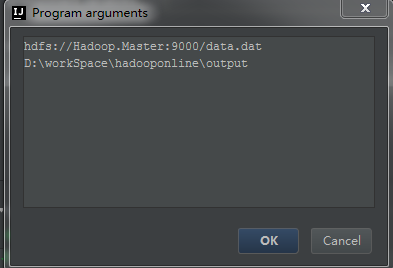 Program arguments
hdfs://Hadoop.Master:9000/data.dat
D:\workSpace\hadooponline\output
OK
Cancel